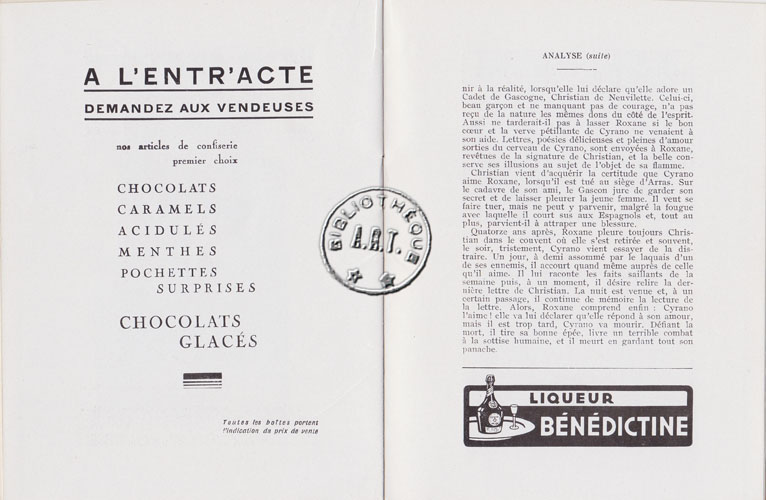 A L'ENTR'ACTE
DEMANDEZ AUX VENDEUSES
nos articles de confiserie
premier choix
CHOCOLATS
CARAMELS
ACIDULÉS
MENTHES
POCHETTES
SURPRISES
CHOCOLATS
GLACÉS
Toutes les boîtes portent
l'indication du prix de vente
BIBLIOTHÈQUE
A.R.T.
ANALYSE (suite)
nir à la réalité, lorsqu'elle lui déclare qu'elle adore un
Cadet de Gascogne, Christian de Neuvilette. Celui-ci,
beau garçon et ne manquant pas de courage, n'a pas
reçu de la nature les mêmes dons du côté de l'esprit.
Aussi ne tarderait-il pas à lasser Roxane si le bon
cœur et la verve pétillante de Cyrano ne venaient à
son aide. Lettres, poésies délicieuses et pleines d'amour
sorties du cerveau de Cyrano, sont envoyées à Roxane,
revêtues de la signature de Christian, et la belle con-
serve ses illusions au sujet de l'objet de sa flamme.
Christian vient d'acquérir la certitude que Cyrano
aime Roxane, lorsqu'il est tué au siège d'Arras. Sur
le cadavre de son ami, le Gascon jure de garder son
secret et de laisser pleurer la jeune femme. Il veut se
faire tuer, mais ne peut y parvenir, malgré la fougue
avec laquelle il court sus aux Espagnols et, tout au
plus, parvient-il à attraper une blessure.
Quatorze ans après, Roxane pleure toujours Chris-
tian dans le couvent où elle s'est retirée et souvent,
le soir, tristement, Cyrano vient essayer de la dis-
traire. Un jour, à demi assommé par le laquais d'un
de ses ennemis, il accourt quand même auprès de celle
qu'il aime. Il lui raconte les faits saillants de la
semaine puis, à un moment, il désire relire la der-
nière lettre de Christian. La nuit est venue et, à un
certain passage, il continue de mémoire la lecture de
la lettre. Alors, Roxane comprend enfin : Cyrano
l'aime ! elle va lui déclarer qu'elle répond à son amour,
mais il est trop tard, Cyrano va mourir. Défiant la
mort, il tire sa bonne épée, livre un terrible combat
à la sottise humaine, et il meurt en gardant tout son
panache.
LIQUEUR
BÉNÉDICTINE